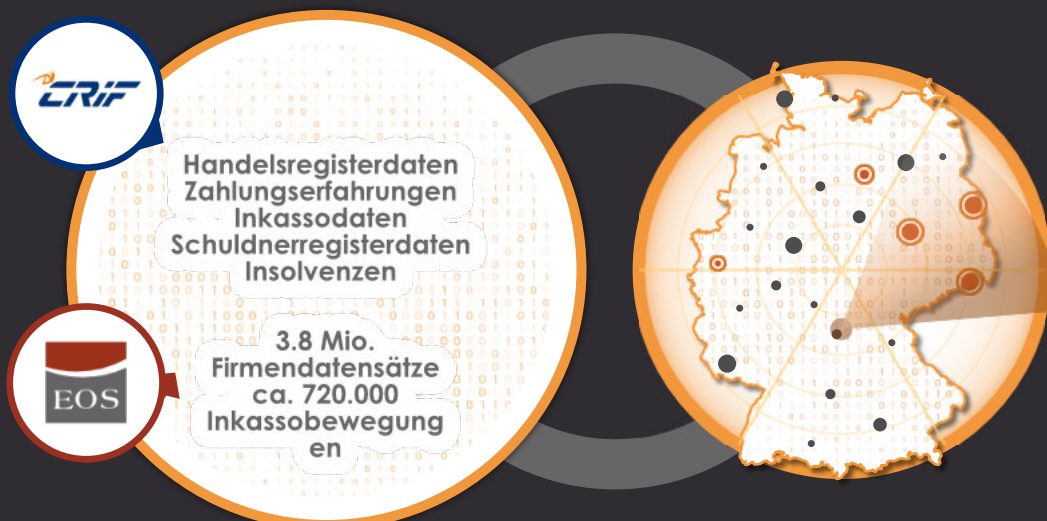 CRIF
Handelsregisterdaten
Zahlungserfahrungen
Inkassodaten
Schuldnerregisterdaten
Insolvenzen
3.8 Mio.
Firmendatensätze
ca. 720.000
Inkassobewegung
en
EOS